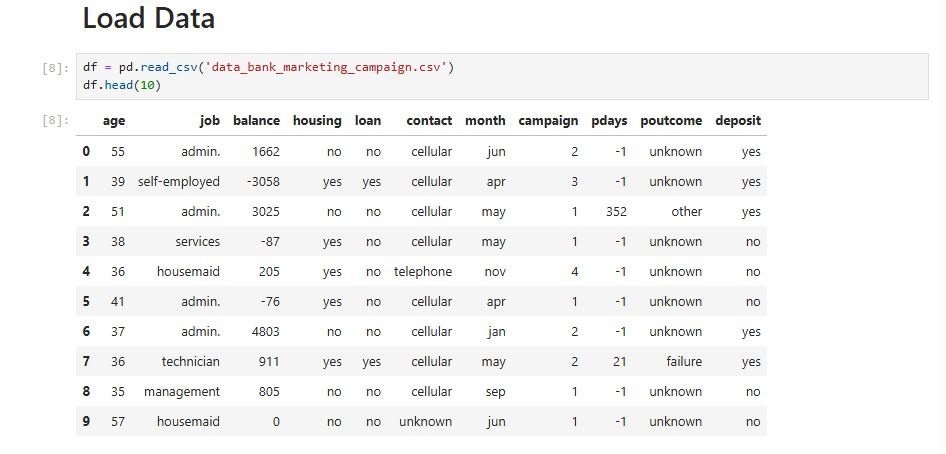 Load Data
[8]: df = pd.read_csv('data_bank_marketing_campaign.csv')
df.head(10)
[8]: age job balance housing loan contact month campaign pdays poutcome deposit
0 55 admin. 1662 no no cellular jun 2 -1 unknown yes
1 39 self-employed -3058 yes yes cellular apr 3 -1 unknown yes
2 51 admin. 3025 no no cellular may 1 352 other yes
3 38 services -87 yes no cellular may 1 -1 unknown no
4 36 housemaid 205 yes no telephone nov 4 -1 unknown no
5 41 admin. -76 yes no cellular apr 1 -1 unknown no
6 37 admin. 4803 no no cellular jan 2 -1 unknown yes
7 36 technician 911 yes yes cellular may 2 21 failure yes
8 35 management 805 no no cellular sep 1 -1 unknown no
9 57 housemaid 0 no no unknown jun 1 -1 unknown no